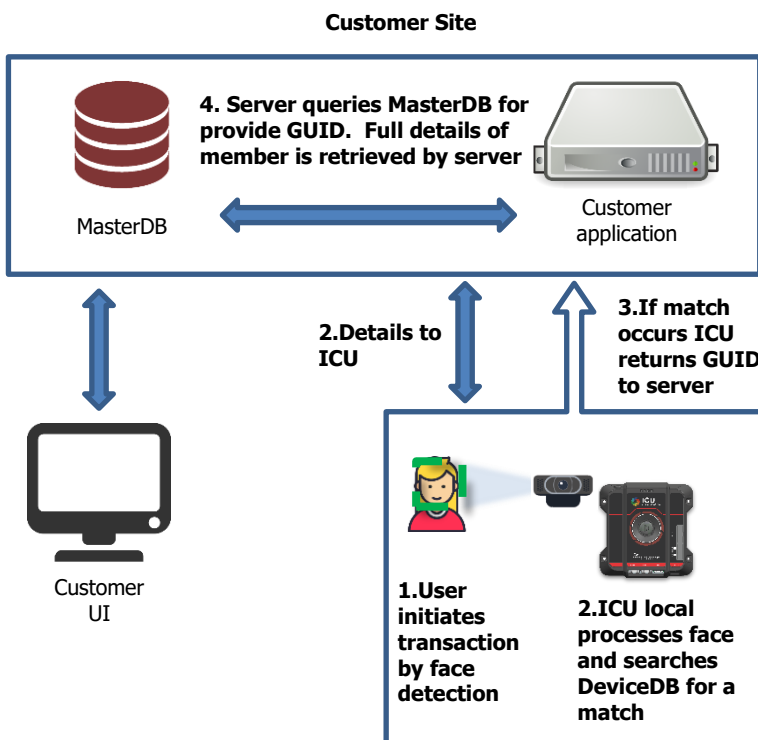 Customer Site
4. Server queries MasterDB for
provide GUID.  Full details of
member is retrieved by server
MasterDB
Customer
application
2.Details to
ICU
3.If match
occurs ICU
returns GUID
to server
Customer
UI
ICU
1.User
initiates
transaction
by face
detection
2.ICU local
processes face
and searches
DeviceDB for a
match